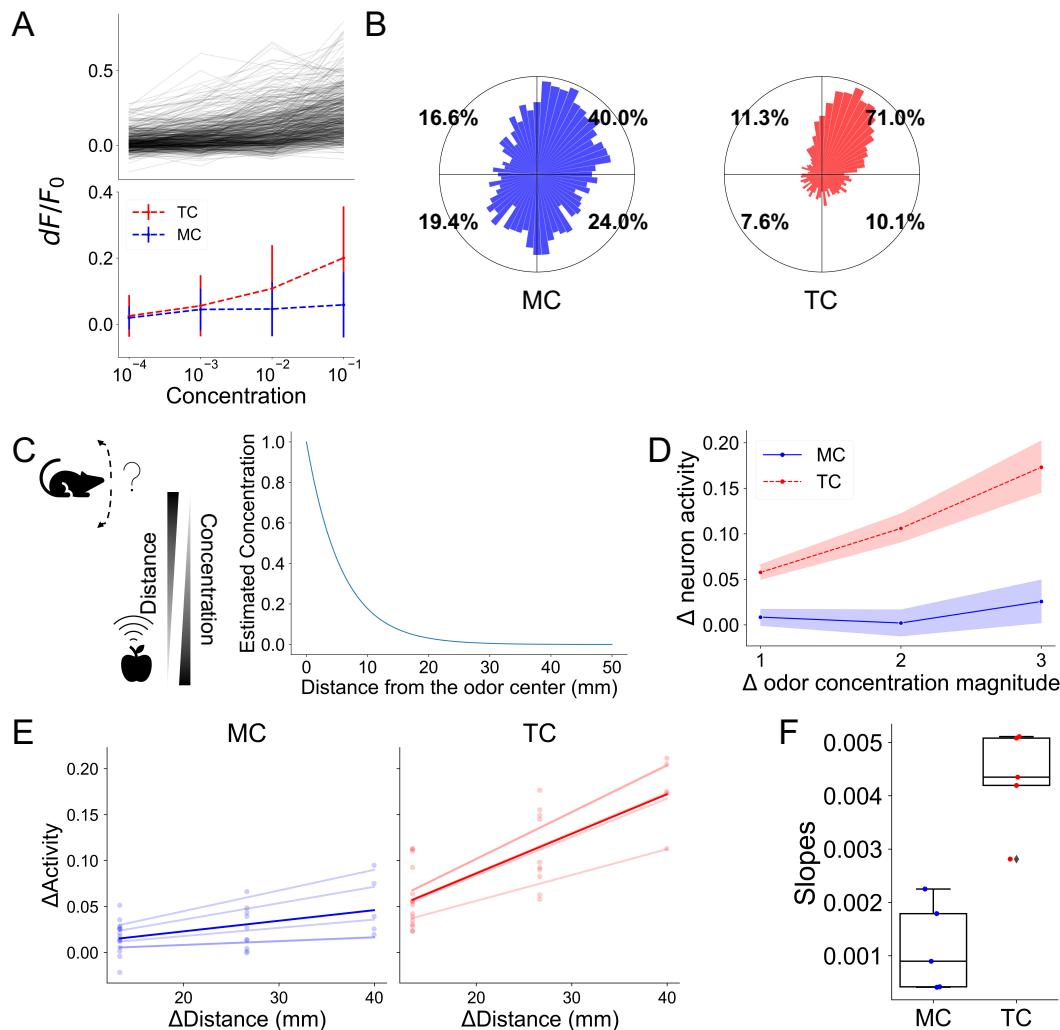 A
0.5
0.0
dF/F₀
0.4
0.2
0.0
TC
MC
10⁻⁴
10⁻³
10⁻²
10⁻¹
Concentration
B
16.6%
40.0%
19.4%
24.0%
MC
11.3%
71.0%
7.6%
10.1%
TC
C
?
Distance
Concentration
Estimated Concentration
1.0
0.8
0.6
0.4
0.2
0.0
0
10
20
30
40
50
Distance from the odor center (mm)
D
Δ neuron activity
0.20
0.15
0.10
0.05
0.00
MC
TC
1
2
3
Δ odor concentration magnitude
E
MC
TC
ΔActivity
0.20
0.15
0.10
0.05
0.00
20
40
20
40
ΔDistance (mm)
ΔDistance (mm)
F
Slopes
0.005
0.004
0.003
0.002
0.001
MC
TC